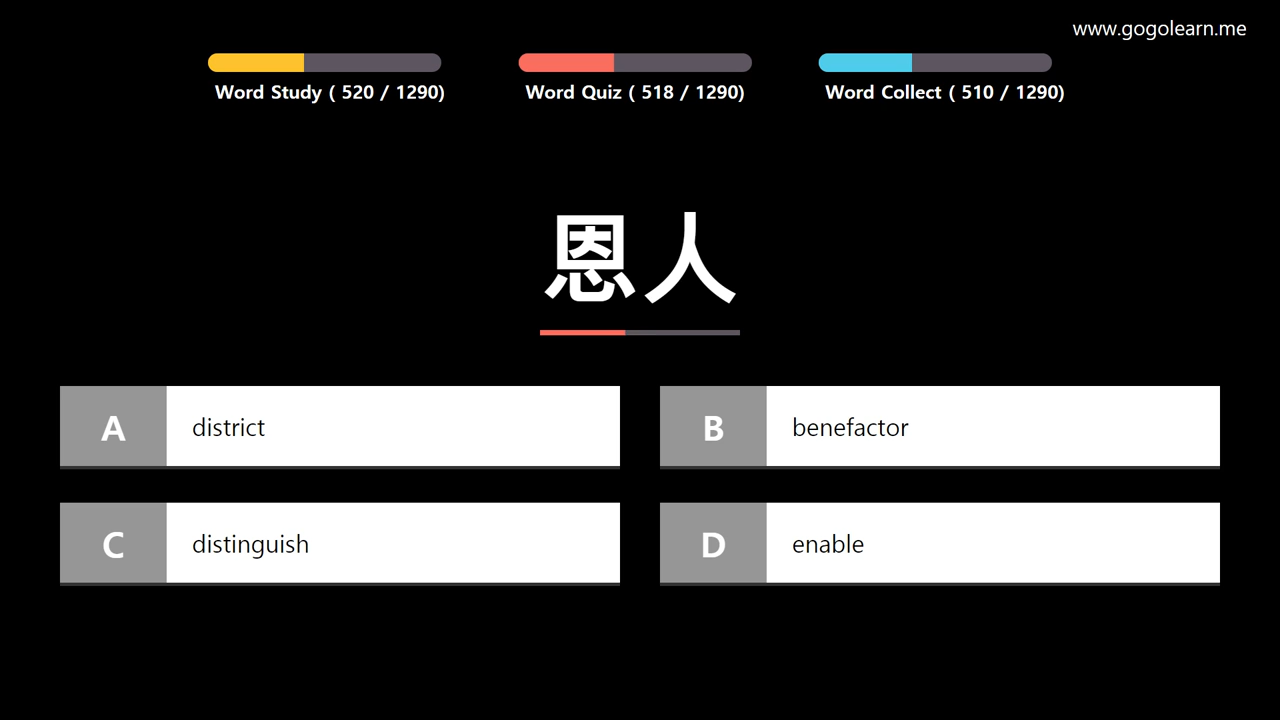 www.gogolearn.me
Word Study ( 520 / 1290)
Word Quiz ( 518 / 1290)
Word Collect ( 510 / 1290)
恩人
A district
B benefactor
C distinguish
D enable